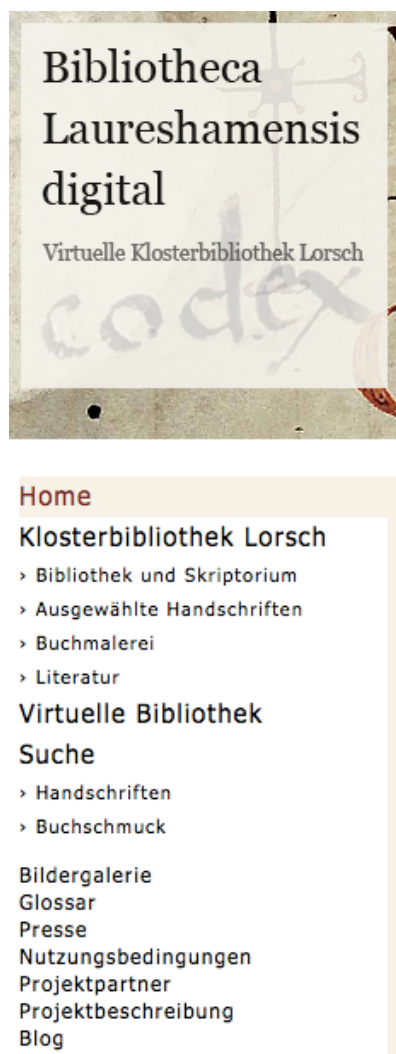 Bibliotheca
Laureshamensis
digital
Virtuelle Klosterbibliothek Lorsch
codex
Home
Klosterbibliothek Lorsch
› Bibliothek und Skriptorium
› Ausgewählte Handschriften
› Buchmalerei
› Literatur
Virtuelle Bibliothek
Suche
› Handschriften
› Buchschmuck
Bildergalerie
Glossar
Presse
Nutzungsbedingungen
Projektpartner
Projektbeschreibung
Blog